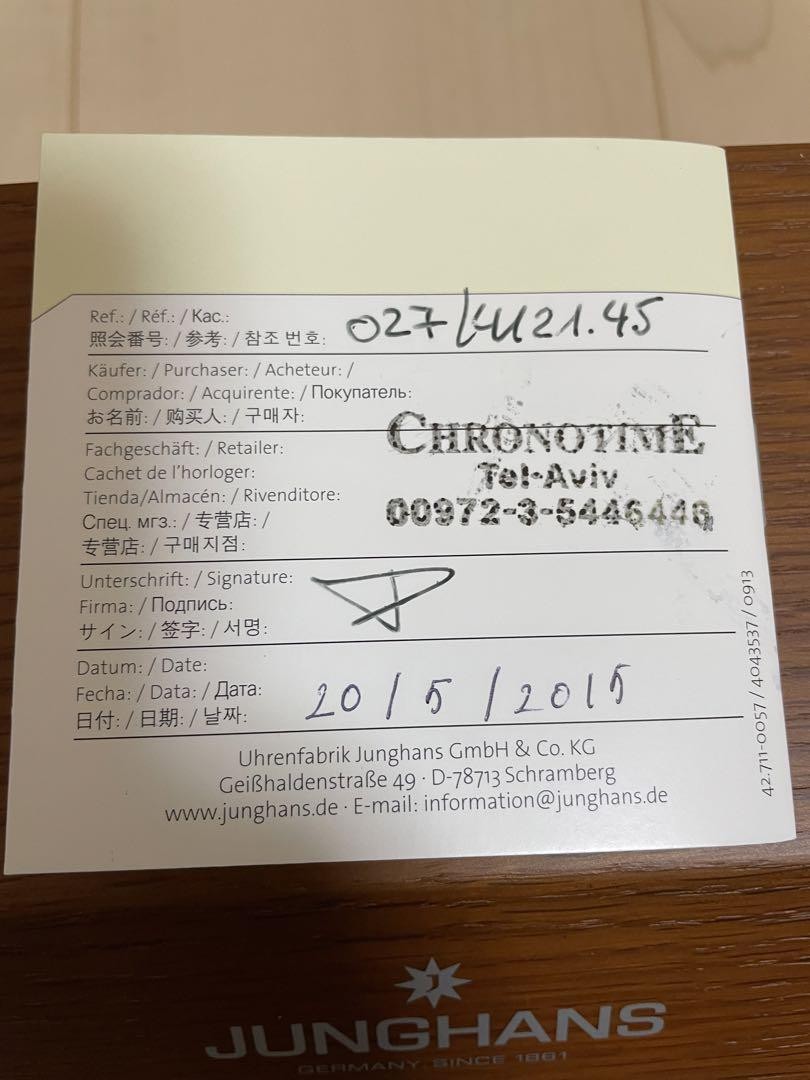 Ref.: / Réf.: / Kac.:
照会番号: / 参考: / 참조 번호: 027/4421.45
Käufer: / Purchaser: / Acheteur: /
Comprador: / Acquirente: / Покупатель:
お名前: / 购买人: / 구매자:
Fachgeschäft: / Retailer:
Cachet de l'horloger:
Tienda/Almacén: / Rivenditore:
Спец. мгз.: / 专营店: /
专营店: / 구매지점:
CHRONOTIME
Tel-Aviv
00972-3-5446446
Unterschrift: / Signature:
Firma: / Подпись:
サイン: / 签字: / 서명:
Datum: / Date:
Fecha: / Data: / Дата:
日付: / 日期: / 날짜: 20/5/2015
Uhrenfabrik Junghans GmbH & Co. KG
Geißhaldenstraße 49 · D-78713 Schramberg
www.junghans.de · E-mail: information@junghans.de
42.711-0057 / 4043537 / 0913
JUNGHANS
GERMANY. SINCE 1861